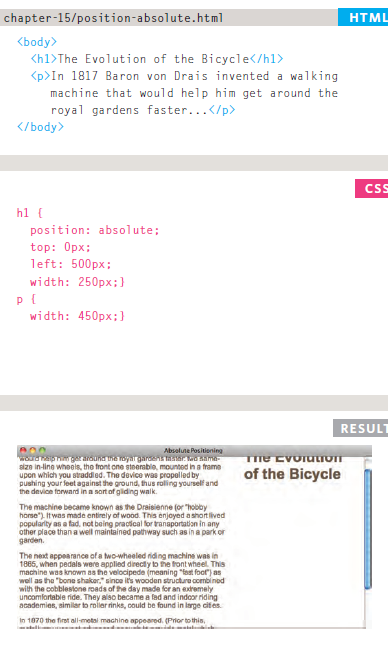 chapter-15/position-absolute.html
HTML
<body>
<h1>The Evolution of the Bicycle</h1>
<p>In 1817 Baron von Drais invented a walking
machine that would help him get around the
royal gardens faster...</p>
</body>
CSS
h1 {
position: absolute;
top: 0px;
left: 500px;
width: 250px;}
p {
width: 450px;}
RESULT
Absolute Positioning
The Evolution
of the Bicycle
would help him get around the royal gardens faster: two same-
size in-line wheels, the front one steerable, mounted in a frame
upon which you straddled. The device was propelled by
pushing your feet against the ground, thus rolling yourself and
the device forward in a sort of gliding walk.
The machine became known as the Draisienne (or "hobby
horse"). It was made entirely of wood. This enjoyed a short lived
popularity as a fad, not being practical for transportation in any
other place than a well maintained pathway such as in a park or
garden.
The next appearance of a two-wheeled riding machine was in
1865, when pedals were applied directly to the front wheel. This
machine was known as the velocipede (meaning "fast foot") as
well as the "bone shaker," since it's wooden structure combined
with the cobblestone roads of the day made for an extremely
uncomfortable ride. They also became a fad and indoor riding
academies, similar to roller rinks, could be found in large cities.
In 1870 the first all-metal machine appeared. (Prior to this,